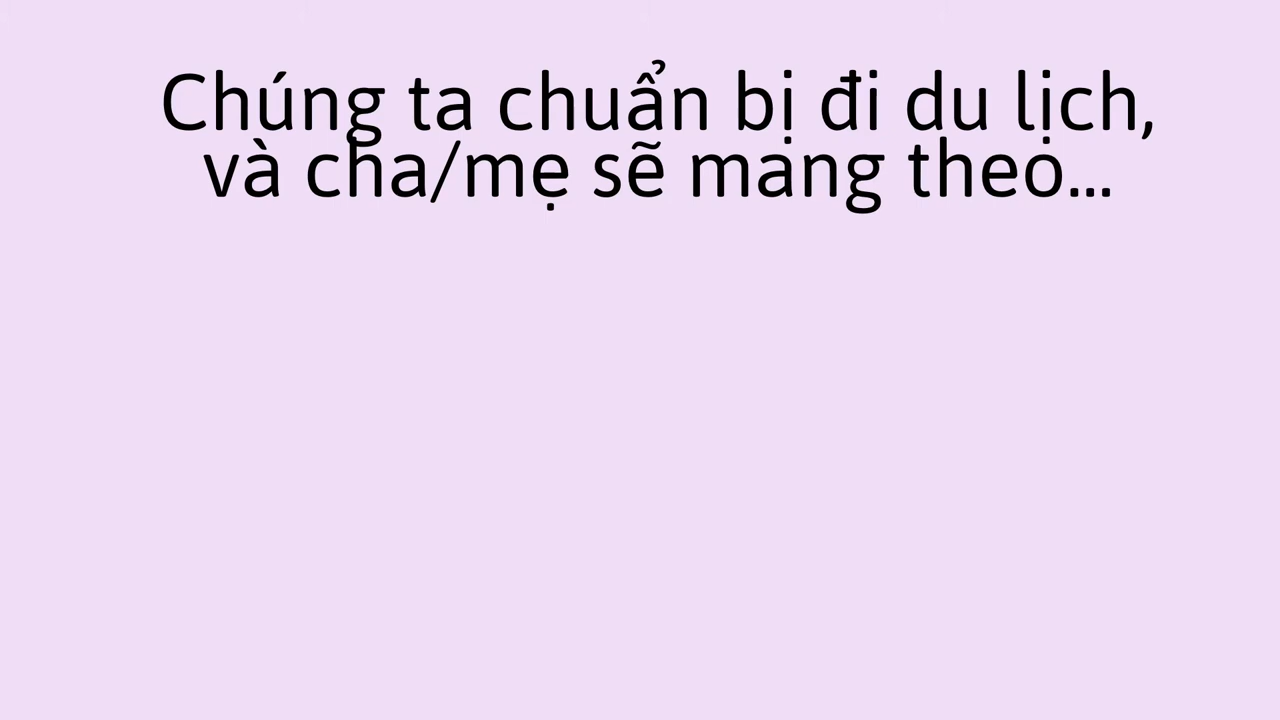 Chúng ta chuẩn bị đi du lịch,
và cha/mẹ sẽ mang theo...